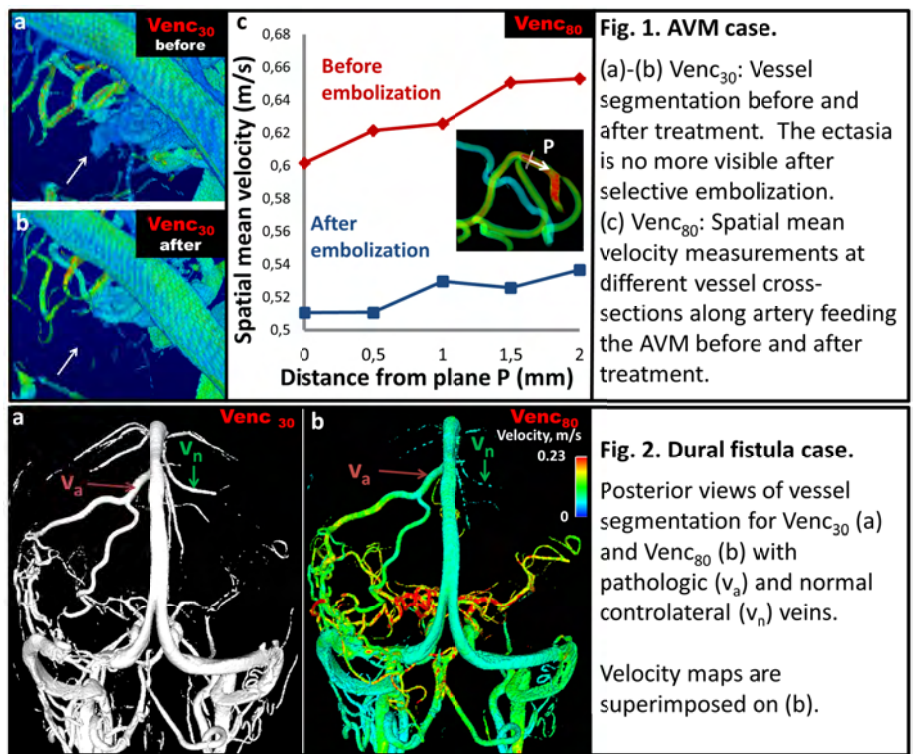 a
Venc30
before
b
Venc30
after
c
Venc80
Spatial mean velocity (m/s)
0,68
0,66
0,64
0,62
0,6
0,58
0,56
0,54
0,52
0,5
Before
embolization
P
After
embolization
0
0,5
1
1,5
2
Distance from plane P (mm)
Fig. 1. AVM case.
(a)-(b) Venc30: Vessel
segmentation before and
after treatment. The ectasia
is no more visible after
selective embolization.
(c) Venc80: Spatial mean
velocity measurements at
different vessel cross-
sections along artery feeding
the AVM before and after
treatment.
a
Venc 30
Va
Vn
b
Venc80
Velocity, m/s
0.23
0
Va
Vn
Fig. 2. Dural fistula case.
Posterior views of vessel
segmentation for Venc30 (a)
and Venc80 (b) with
pathologic (va) and normal
controlateral (vn) veins.
Velocity maps are
superimposed on (b).